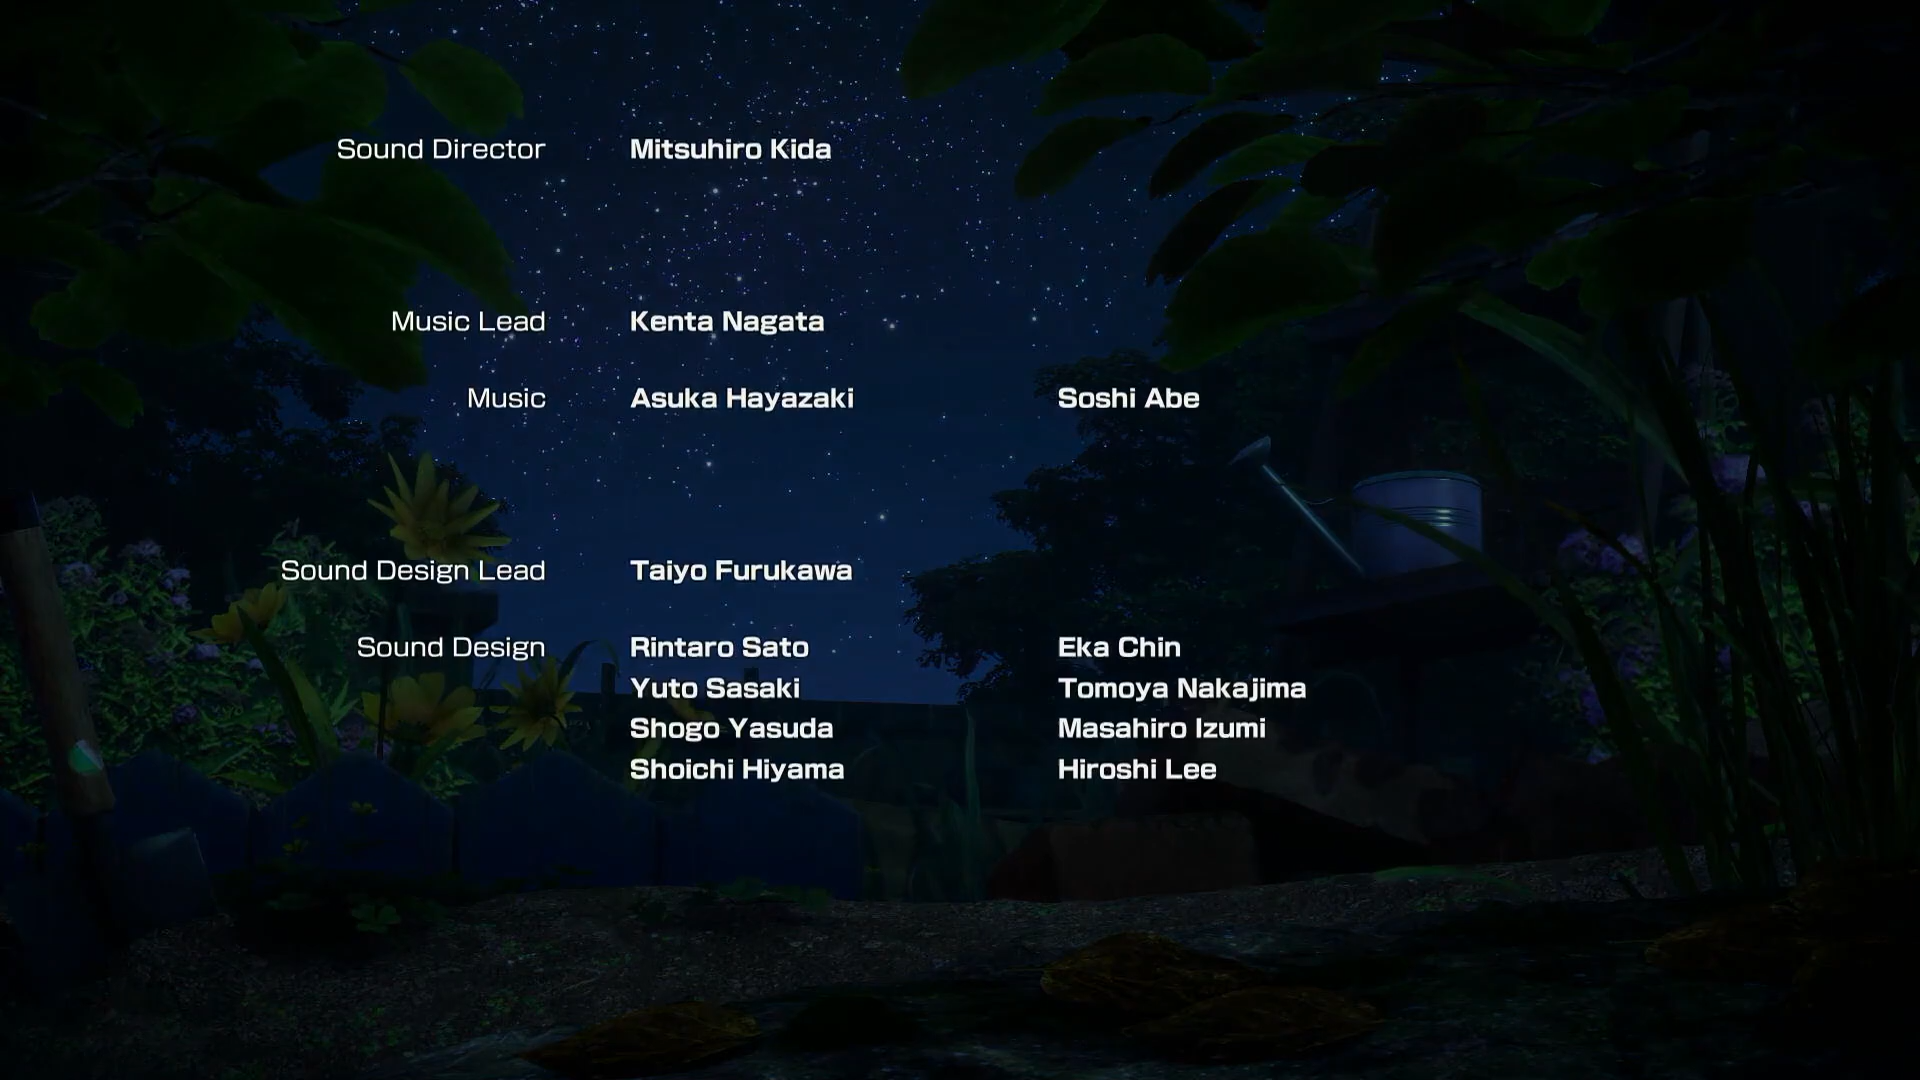 Sound Director Mitsuhiro Kida
Music Lead Kenta Nagata
Music Asuka Hayazaki Soshi Abe
Sound Design Lead Taiyo Furukawa
Sound Design Rintaro Sato Eka Chin
Yuto Sasaki Tomoya Nakajima
Shogo Yasuda Masahiro Izumi
Shoichi Hiyama Hiroshi Lee